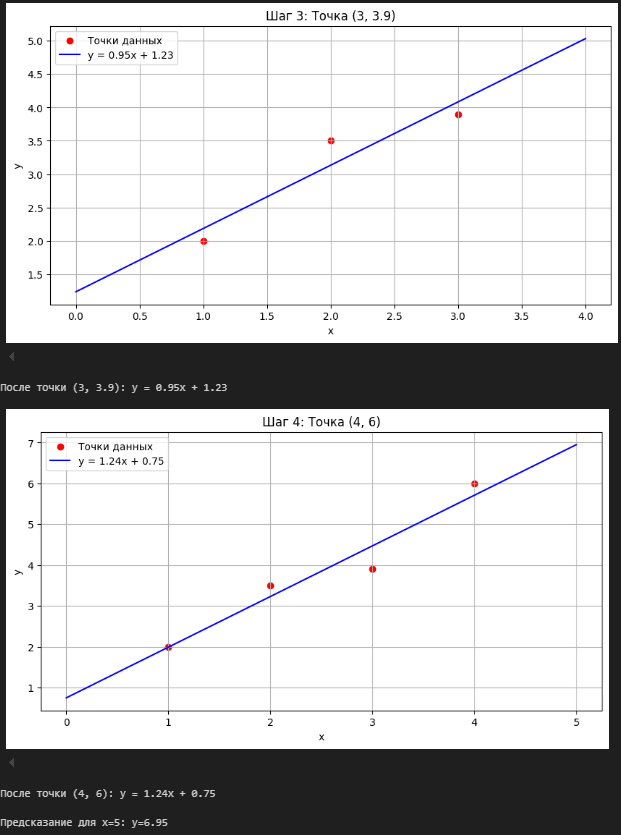 Шаг 3: Точка (3, 3.9)
Точки данных
y = 0.95x + 1.23
5.0
4.5
4.0
3.5
3.0
2.5
2.0
1.5
y
0.0 0.5 1.0 1.5 2.0 2.5 3.0 3.5 4.0
x
После точки (3, 3.9): y = 0.95x + 1.23
Шаг 4: Точка (4, 6)
Точки данных
y = 1.24x + 0.75
7
6
5
4
3
2
1
y
0 1 2 3 4 5
x
После точки (4, 6): y = 1.24x + 0.75
Предсказание для x=5: y=6.95